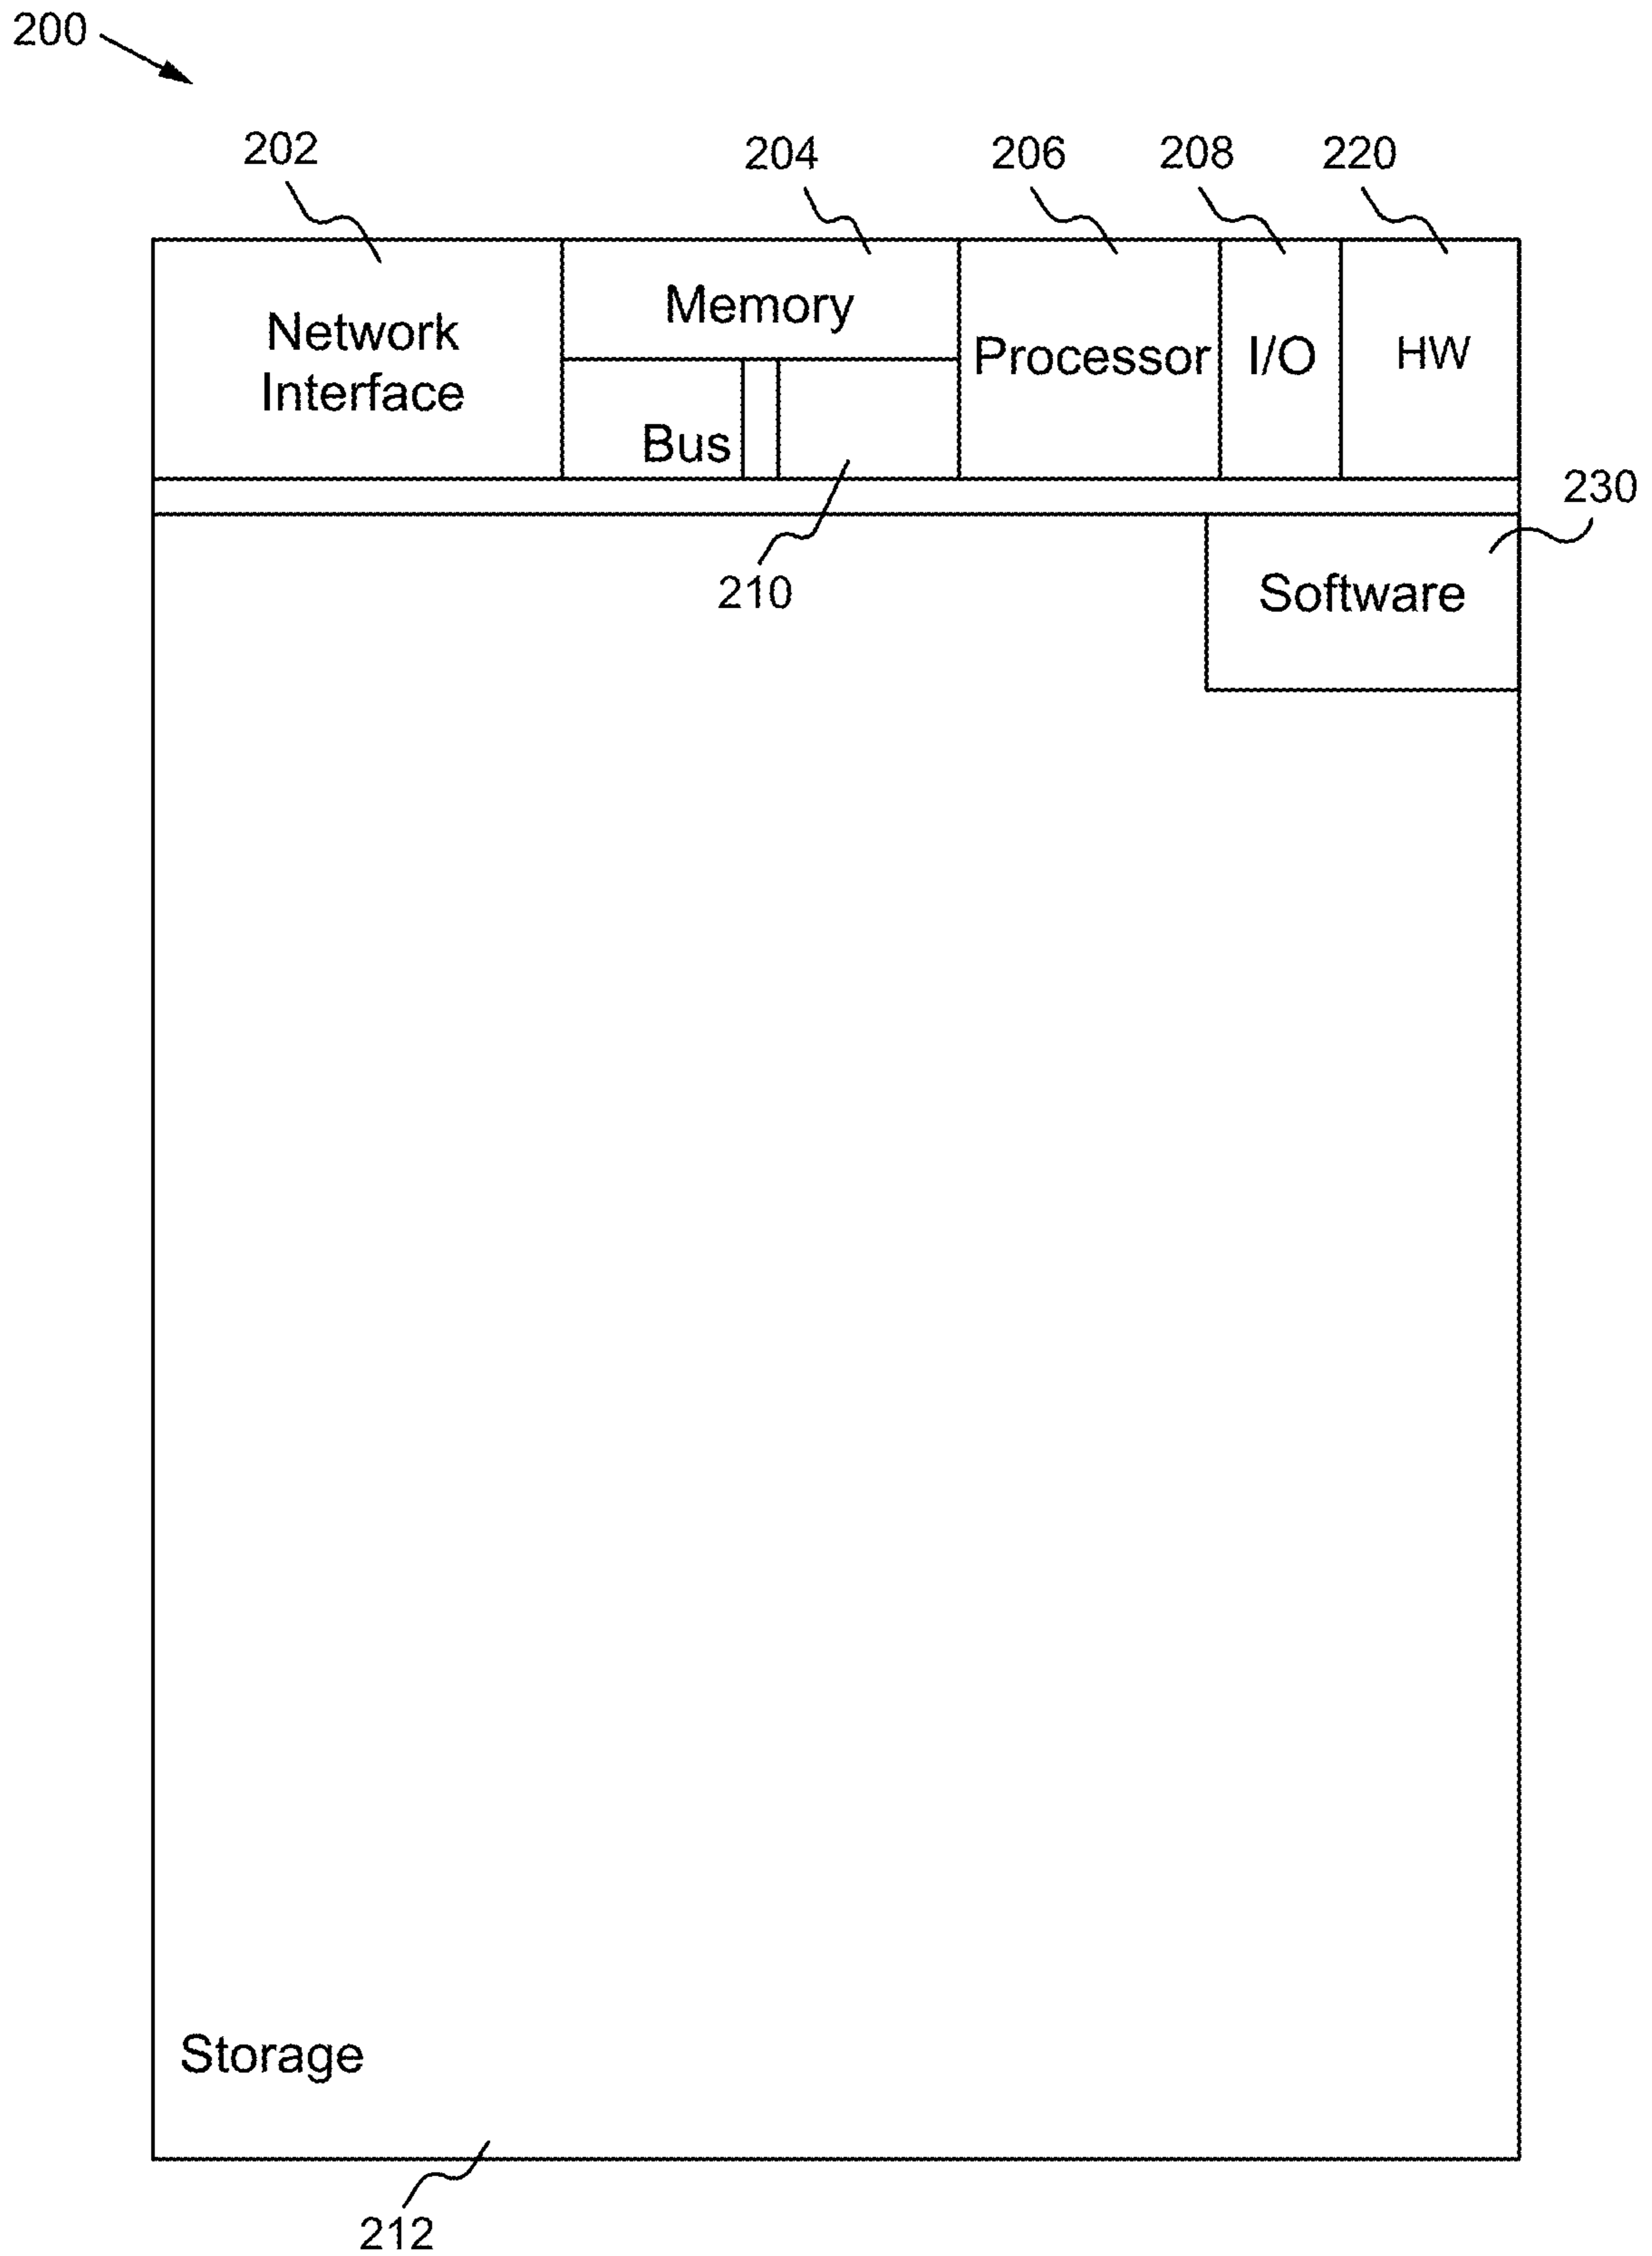 200
202
204
206
208
220
Network
Interface
Memory
Processor
I/O
HW
Bus
230
210
Software
Storage
212